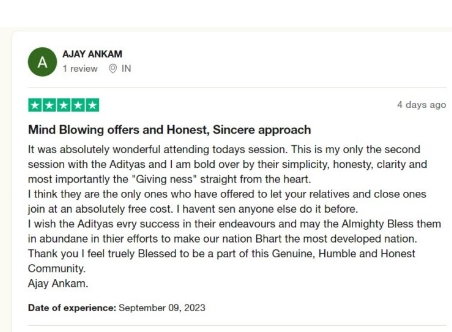 A
AJAY ANKAM
1 review IN
4 days ago
Mind Blowing offers and Honest, Sincere approach
It was absolutely wonderful attending todays session. This is my only the second
session with the Adityas and I am bold over by their simplicity, honesty, clarity and
most importantly the "Giving ness" straight from the heart.
I think they are the only ones who have offered to let your relatives and close ones
join at an absolutely free cost. I havent sen anyone else do it before.
I wish the Adityas evry success in their endeavours and may the Almighty Bless them
in abundane in thier efforts to make our nation Bhart the most developed nation.
Thank you I feel truely Blessed to be a part of this Genuine, Humble and Honest
Community.
Ajay Ankam.
Date of experience: September 09, 2023